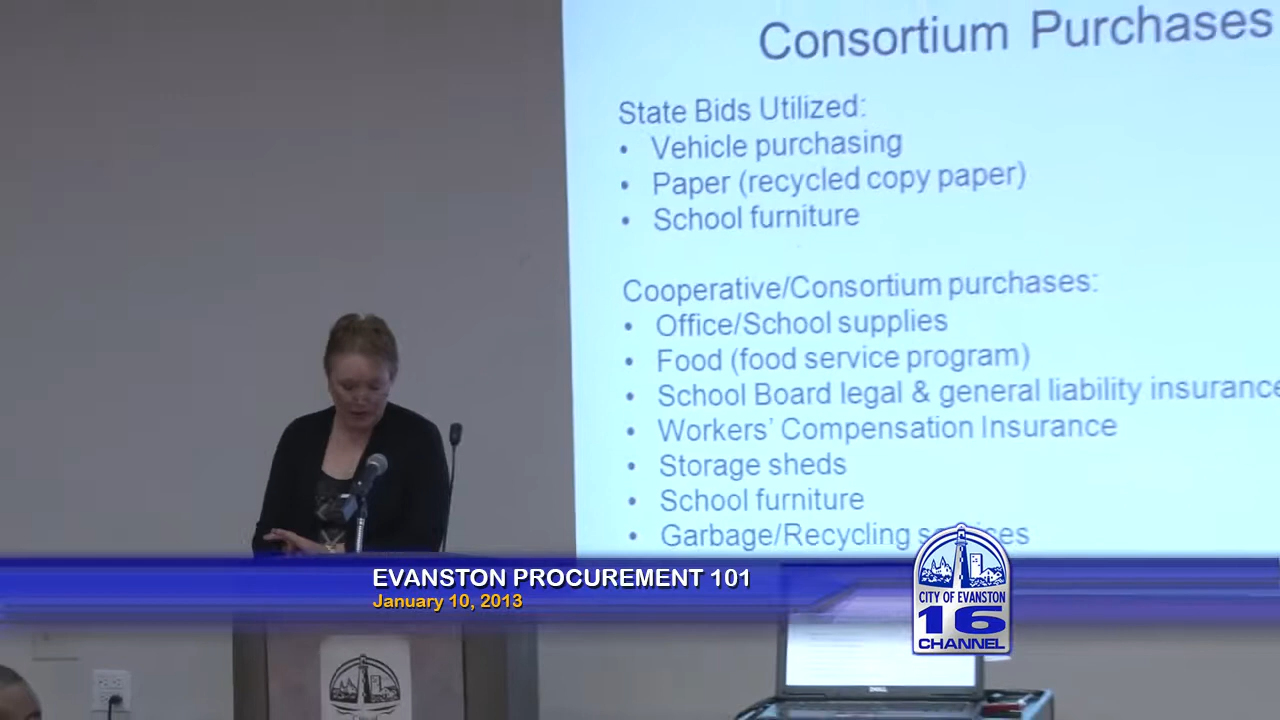 Consortium Purchases
State Bids Utilized:
• Vehicle purchasing
• Paper (recycled copy paper)
• School furniture
Cooperative/Consortium purchases:
• Office/School supplies
• Food (food service program)
• School Board legal & general liability insurance
• Workers' Compensation Insurance
• Storage sheds
• School furniture
• Garbage/Recycling services
EVANSTON PROCUREMENT 101
January 10, 2013
CITY OF EVANSTON
16
CHANNEL
DELL